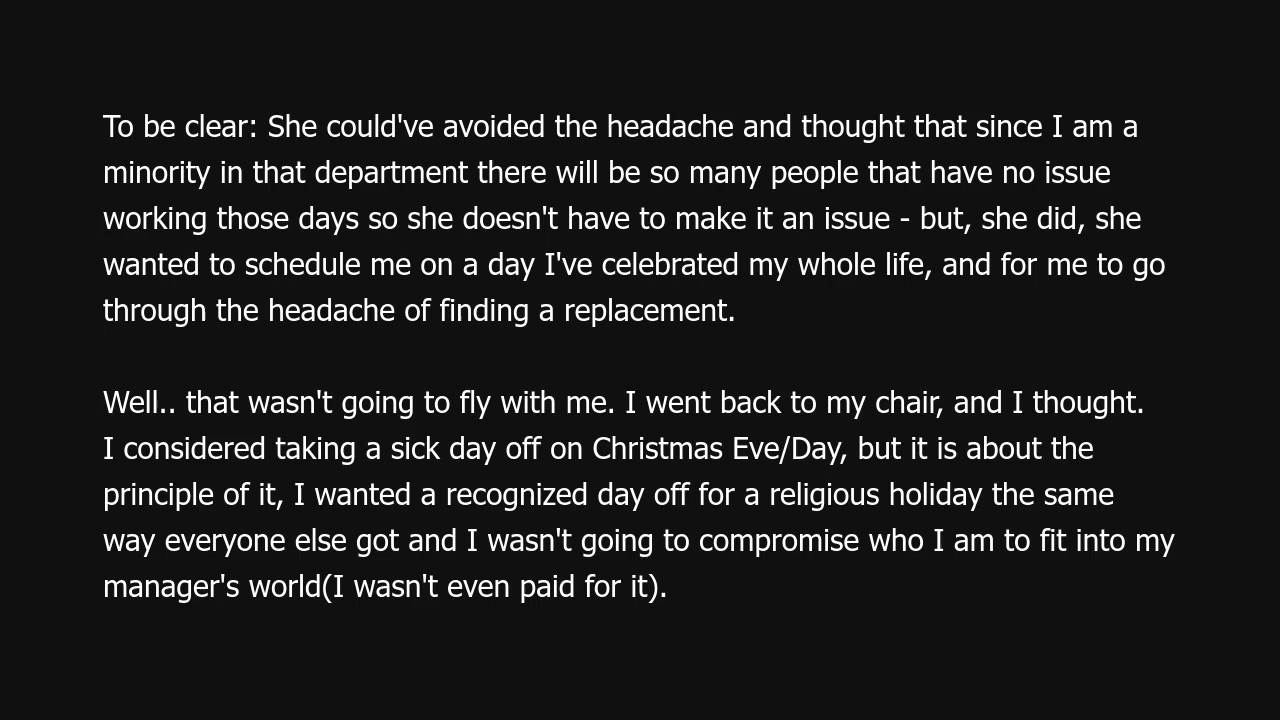 To be clear: She could've avoided the headache and thought that since I am a
minority in that department there will be so many people that have no issue
working those days so she doesn't have to make it an issue - but, she did, she
wanted to schedule me on a day I've celebrated my whole life, and for me to go
through the headache of finding a replacement.
Well.. that wasn't going to fly with me. I went back to my chair, and I thought.
I considered taking a sick day off on Christmas Eve/Day, but it is about the
principle of it, I wanted a recognized day off for a religious holiday the same
way everyone else got and I wasn't going to compromise who I am to fit into my
manager's world(I wasn't even paid for it).